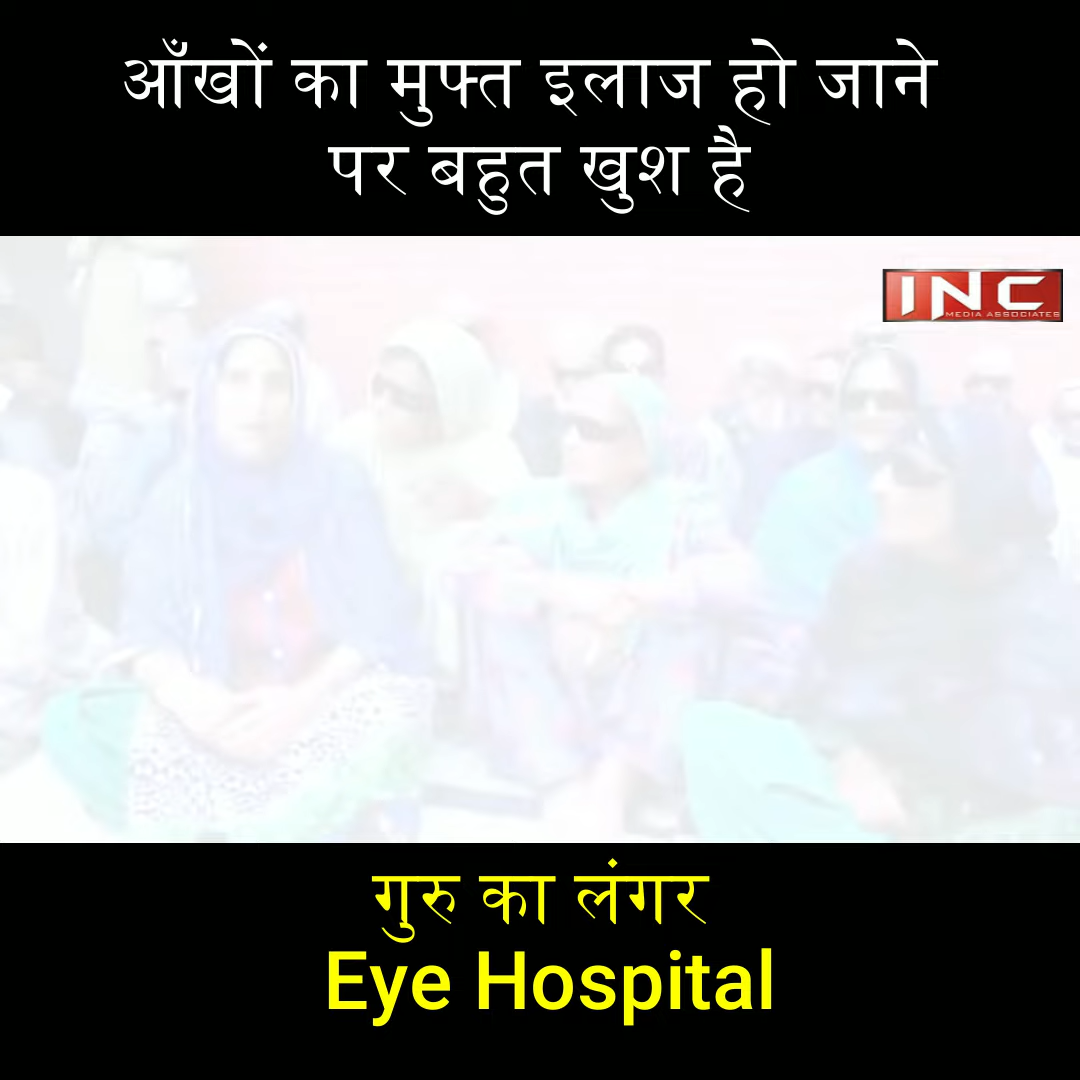 आँखों का मुफ्त इलाज हो जाने
पर बहुत खुश है
INC
MEDIA ASSOCIATES
गुरु का लंगर
Eye Hospital